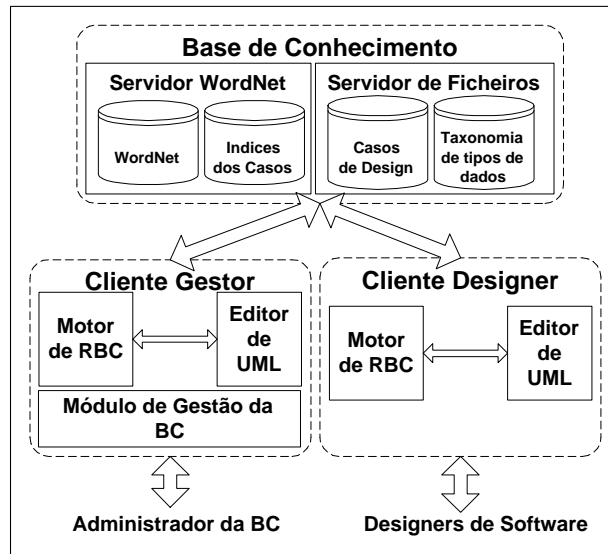 Base de Conhecimento
Servidor WordNet
Servidor de Ficheiros
WordNet
Indices
dos Casos
Casos
de Design
Taxonomia
de tipos de
dados
Cliente Gestor
Motor
de RBC
Editor
de
UML
Módulo de Gestão da
BC
Cliente Designer
Motor
de RBC
Editor
de
UML
Administrador da BC
Designers de Software